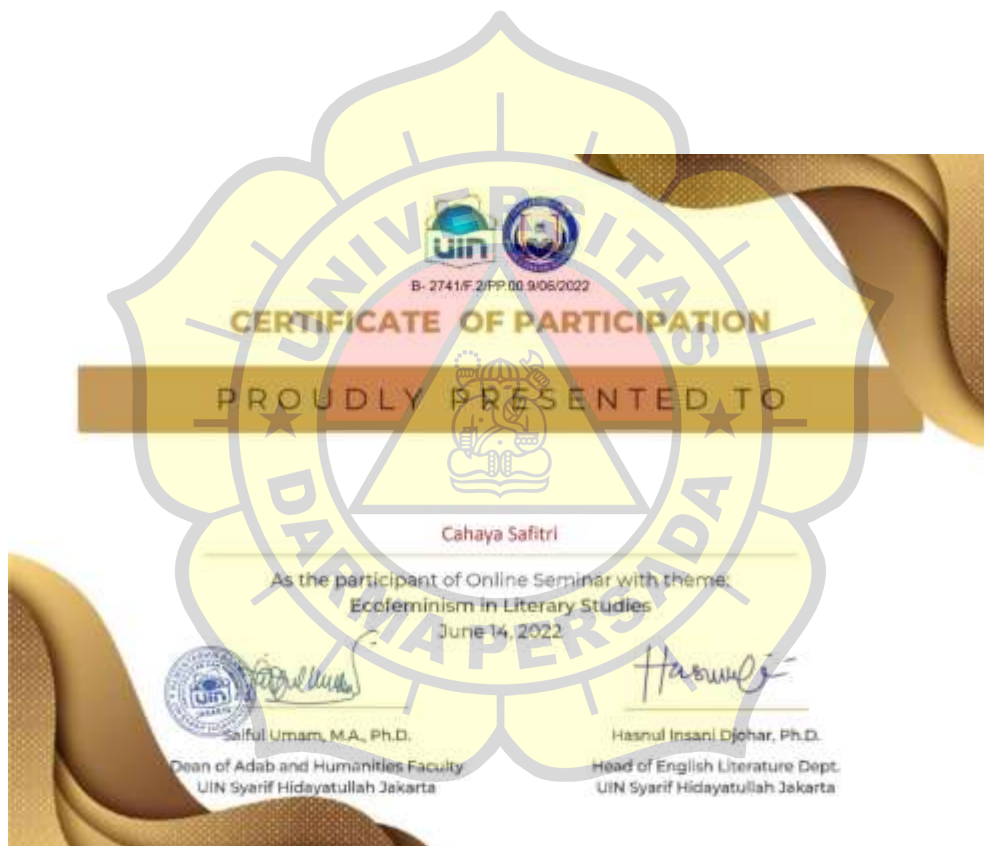 UNIVERSITAS
DARMA PERSADA
uin
B- 2741/F.2/PP.00.9/06/2022
CERTIFICATE OF PARTICIPATION
PROUDLY PRESENTED TO
Cahaya Safitri
As the participant of Online Seminar with theme:
Ecofeminism in Literary Studies
June 14, 2022
uin
Saiful Umam, M.A., Ph.D.
Dean of Adab and Humanities Faculty
UIN Syarif Hidayatullah Jakarta
Hasnul Insani Djohar, Ph.D.
Head of English Literature Dept.
UIN Syarif Hidayatullah Jakarta